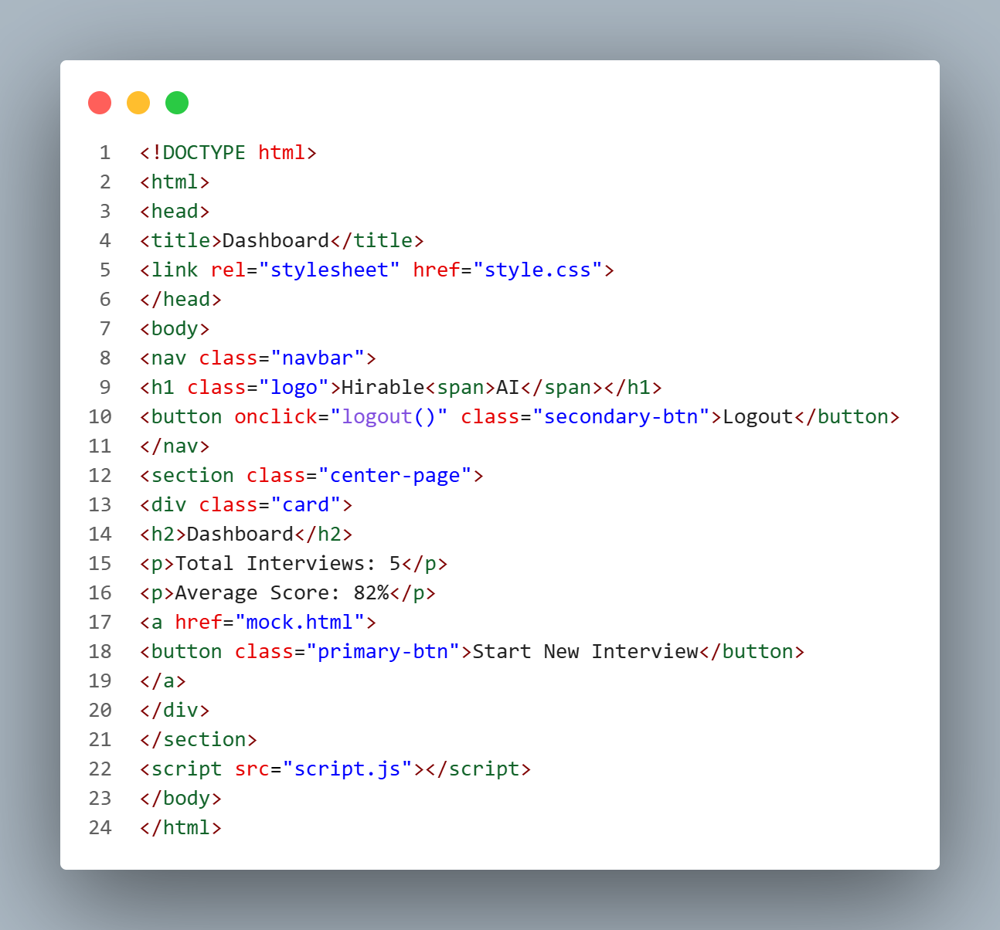 1 <!DOCTYPE html>
2 <html>
3 <head>
4 <title>Dashboard</title>
5 <link rel="stylesheet" href="style.css">
6 </head>
7 <body>
8 <nav class="navbar">
9 <h1 class="logo">Hirable<span>AI</span></h1>
10 <button onclick="logout()" class="secondary-btn">Logout</button>
11 </nav>
12 <section class="center-page">
13 <div class="card">
14 <h2>Dashboard</h2>
15 <p>Total Interviews: 5</p>
16 <p>Average Score: 82%</p>
17 <a href="mock.html">
18 <button class="primary-btn">Start New Interview</button>
19 </a>
20 </div>
21 </section>
22 <script src="script.js"></script>
23 </body>
24 </html>